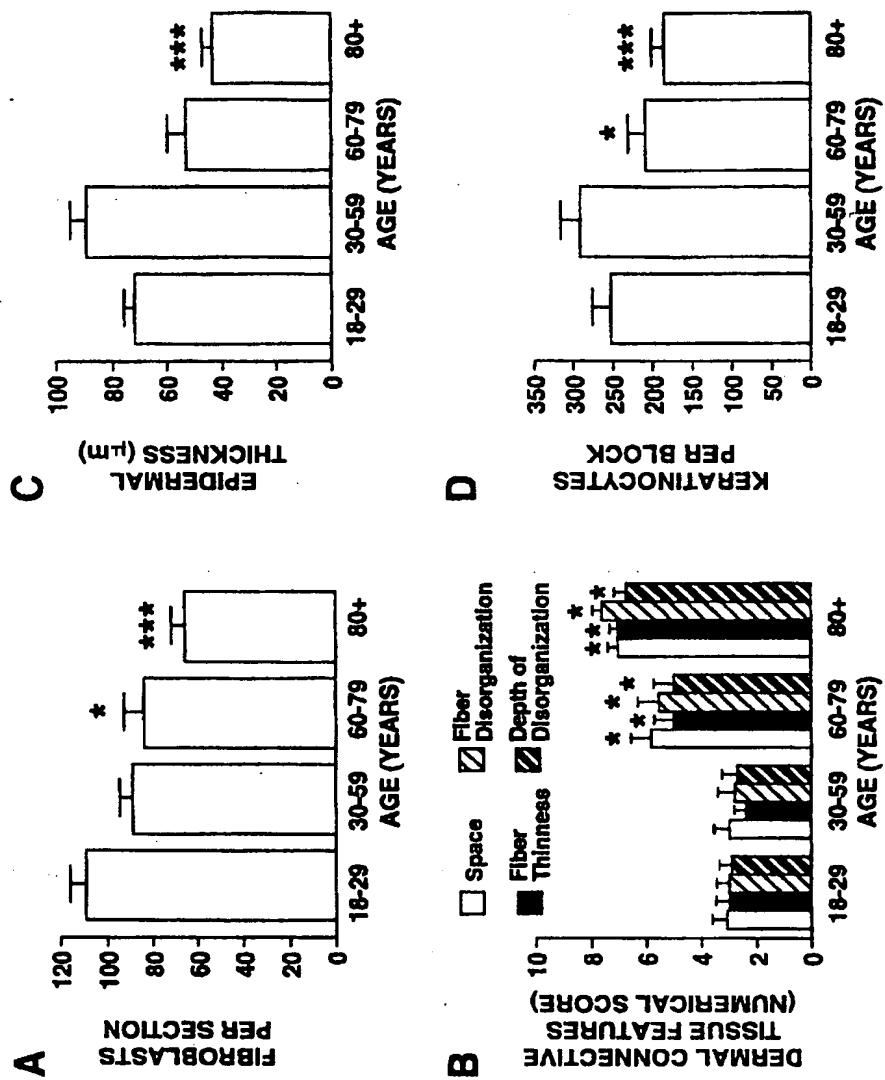 A
FIBROBLASTS
PER SECTION
120
100
80
60
40
20
0
*
***
18-29 30-59 60-79 80+
AGE (YEARS)
B
DERMAL CONNECTIVE
TISSUE FEATURES
(NUMERICAL SCORE)
10
8
6
4
2
0
Space
Fiber
Thinness
Fiber
Disorganization
Depth of
Disorganization
* * * *
** ** * *
18-29 30-59 60-79 80+
AGE (YEARS)
C
EPIDERMAL
THICKNESS (µm)
100
80
60
40
20
0
***
18-29 30-59 60-79 80+
AGE (YEARS)
D
KERATINOCYTES
PER BLOCK
350
300
250
200
150
100
50
0
*
***
18-29 30-59 60-79 80+
AGE (YEARS)